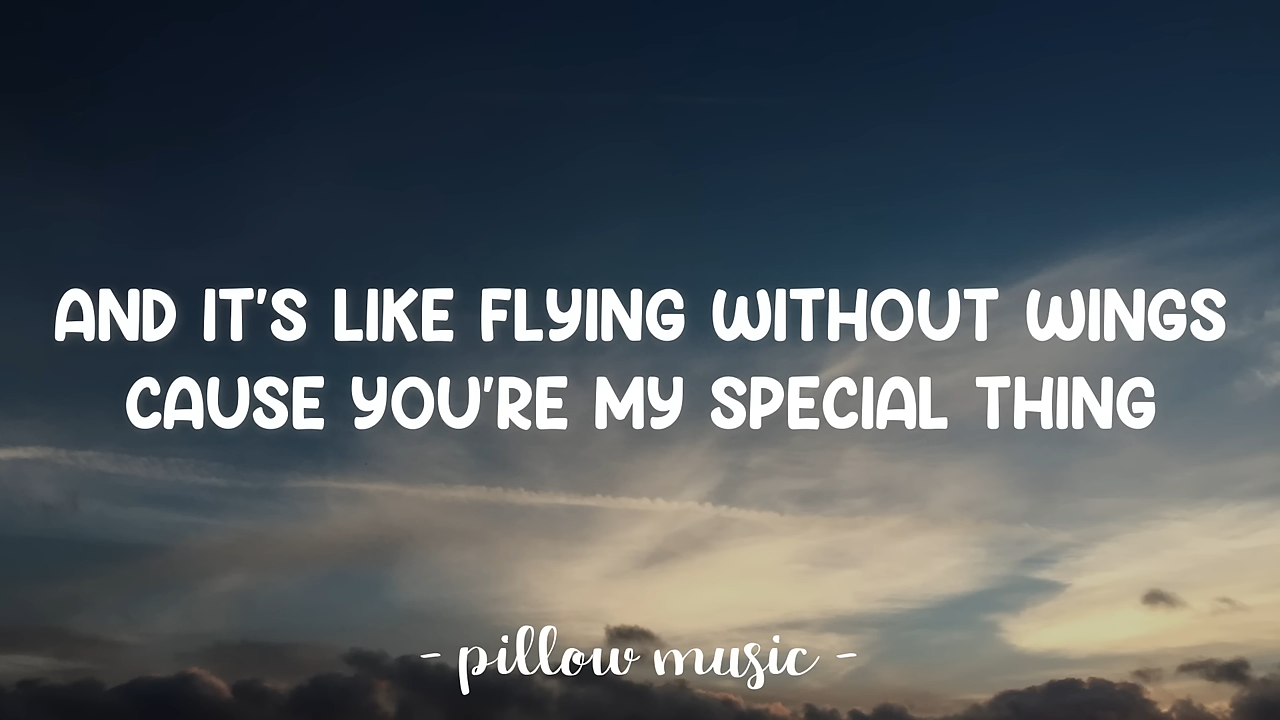 AND IT'S LIKE FLYING WITHOUT WINGS
CAUSE YOU'RE MY SPECIAL THING
- pillow music -